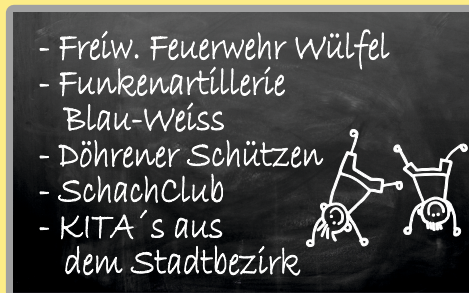 - Freiw. Feuerwehr Wülfel
- Funkenartillerie
Blau-Weiss
- Döhrener Schützen
- SchachClub
- KITA´s aus
dem Stadtbezirk